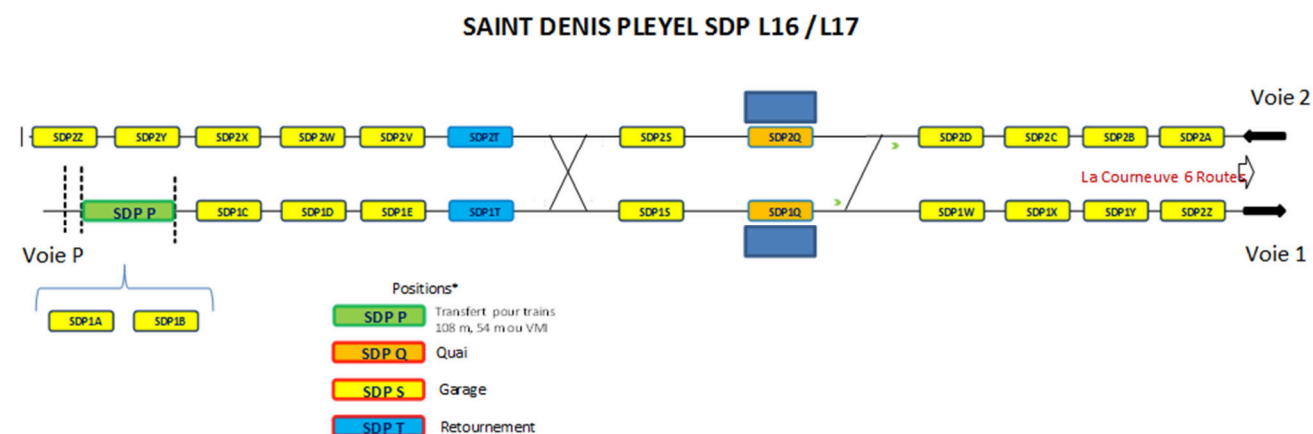 SAINT DENIS PLEYEL SDP L16 / L17
Voie 2
SDP2Z SDP2Y SDP2X SDP2W SDP2V SDP2T SDP2S SDP2Q SDP2D SDP2C SDP2B SDP2A
La Courneuve 6 Routes
SDP P SDP1C SDP1D SDP1E SDP1T SDP1S SDP1Q SDP1W SDP1X SDP1Y SDP2Z
Voie P
Voie 1
SDP1A SDP1B
Positions*
SDP P Transfert pour trains
108 m, 54 m ou VMI
SDP Q Quai
SDP S Garage
SDP T Retournement